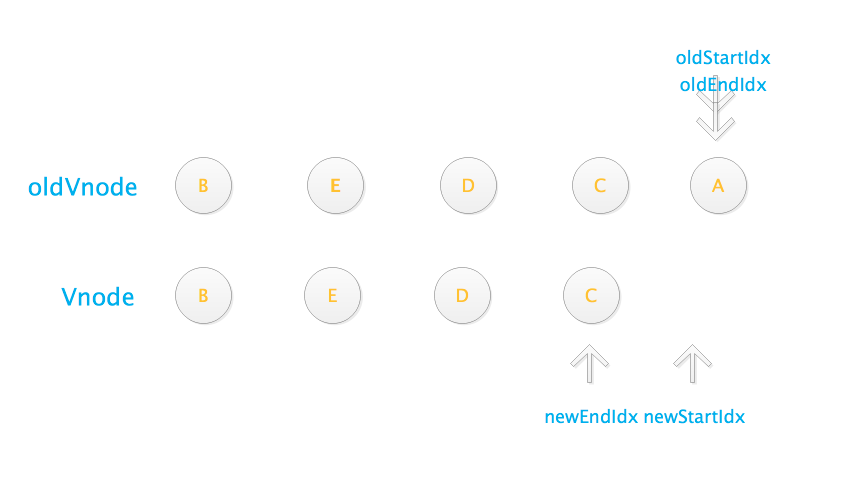 oldStartIdx
oldEndIdx
oldVnode B E D C A
Vnode B E D C
newEndIdx newStartIdx